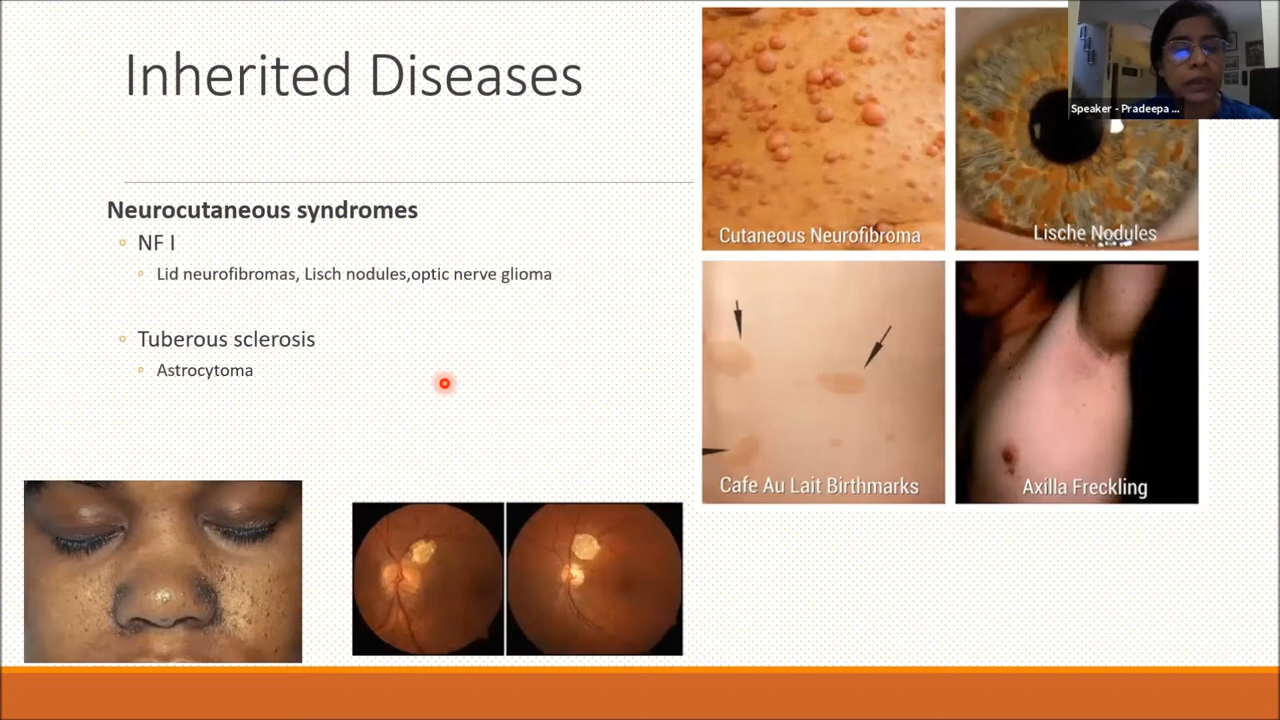 Inherited Diseases
Neurocutaneous syndromes
NF I
Lid neurofibromas, Lisch nodules,optic nerve glioma
Tuberous sclerosis
Astrocytoma
Cutaneous Neurofibroma
Lische Nodules
Cafe Au Lait Birthmarks
Axilla Freckling
Speaker - Pradeepa ...